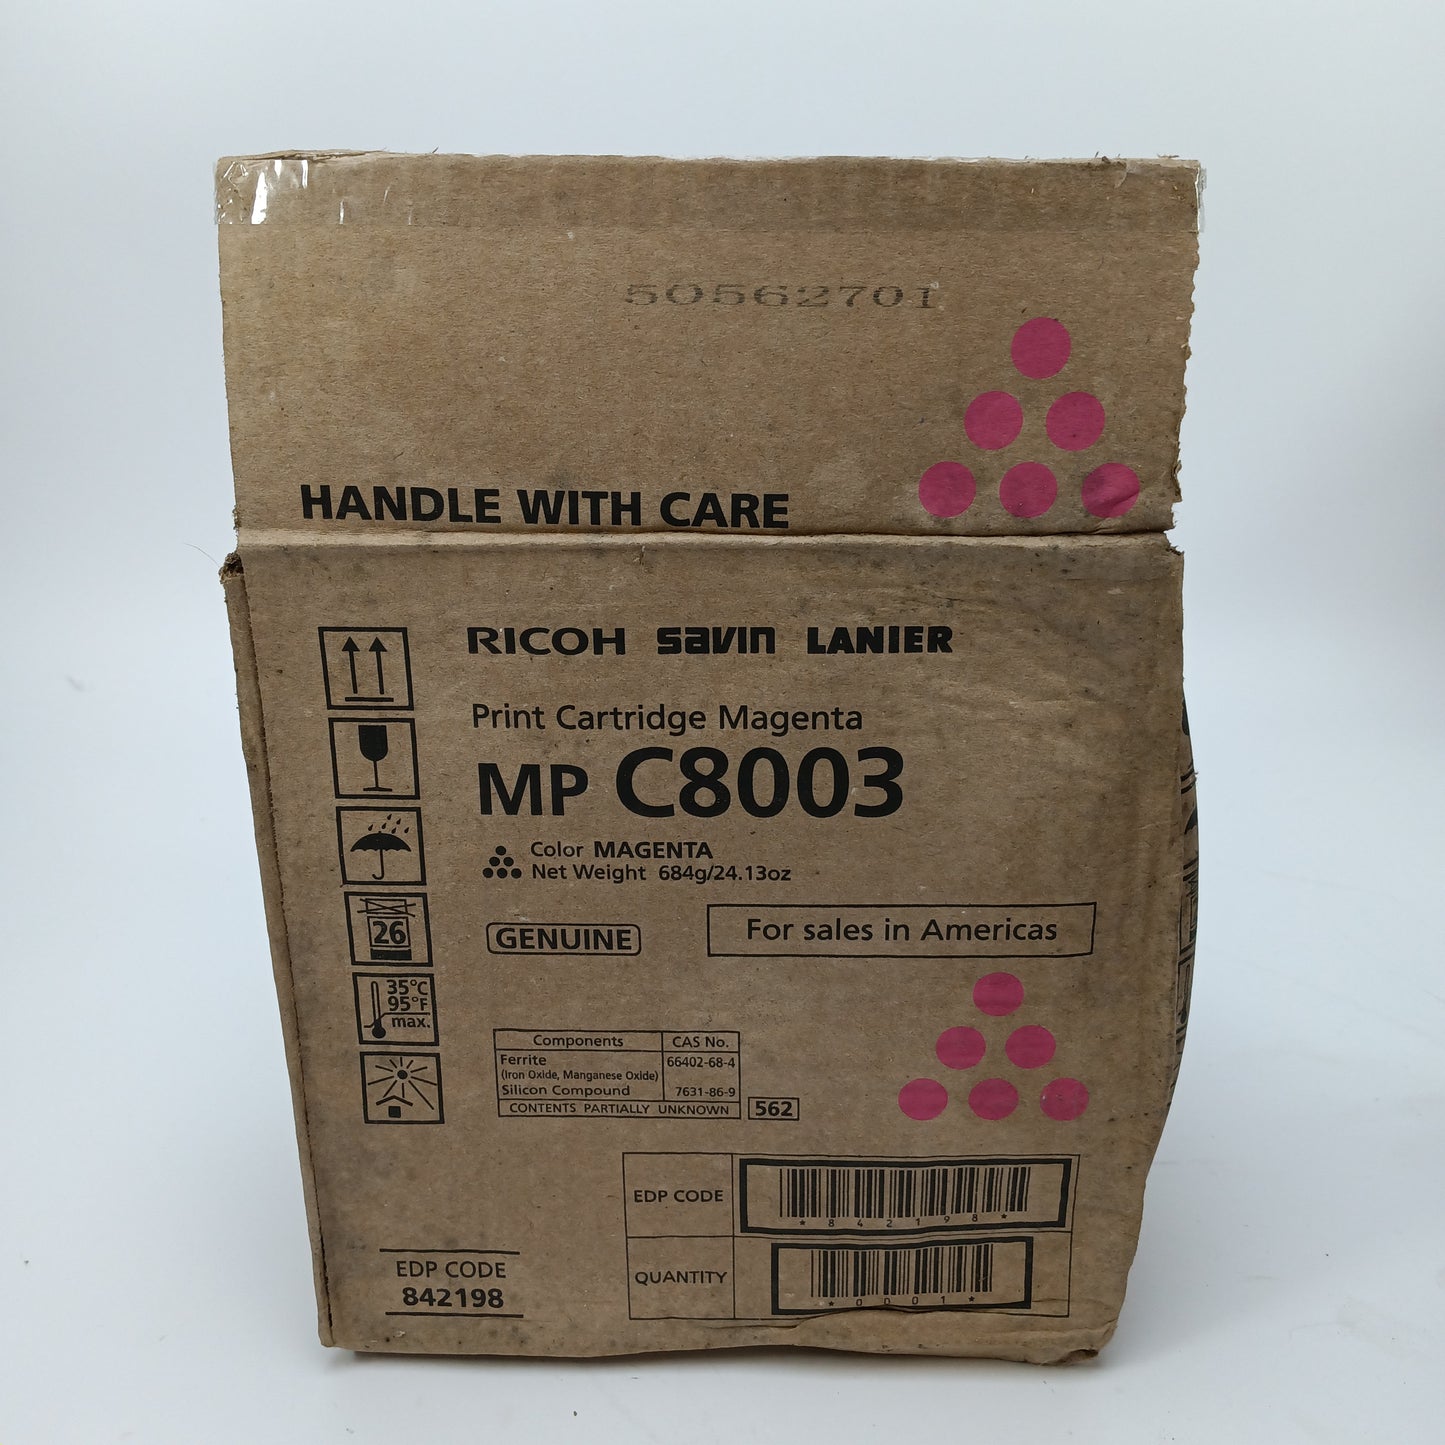 50562701
HANDLE WITH CARE
RICOH savin LANIER
Print Cartridge Magenta
MP C8003
Color MAGENTA
Net Weight 684g/24.13oz
GENUINE
For sales in Americas
26
35°C
95°F
max.
Components CAS No.
Ferrite 66402-68-4
(Iron Oxide, Manganese Oxide)
Silicon Compound 7631-86-9
CONTENTS PARTIALLY UNKNOWN
562
EDP CODE
*842198*
QUANTITY
*0001*
EDP CODE
842198